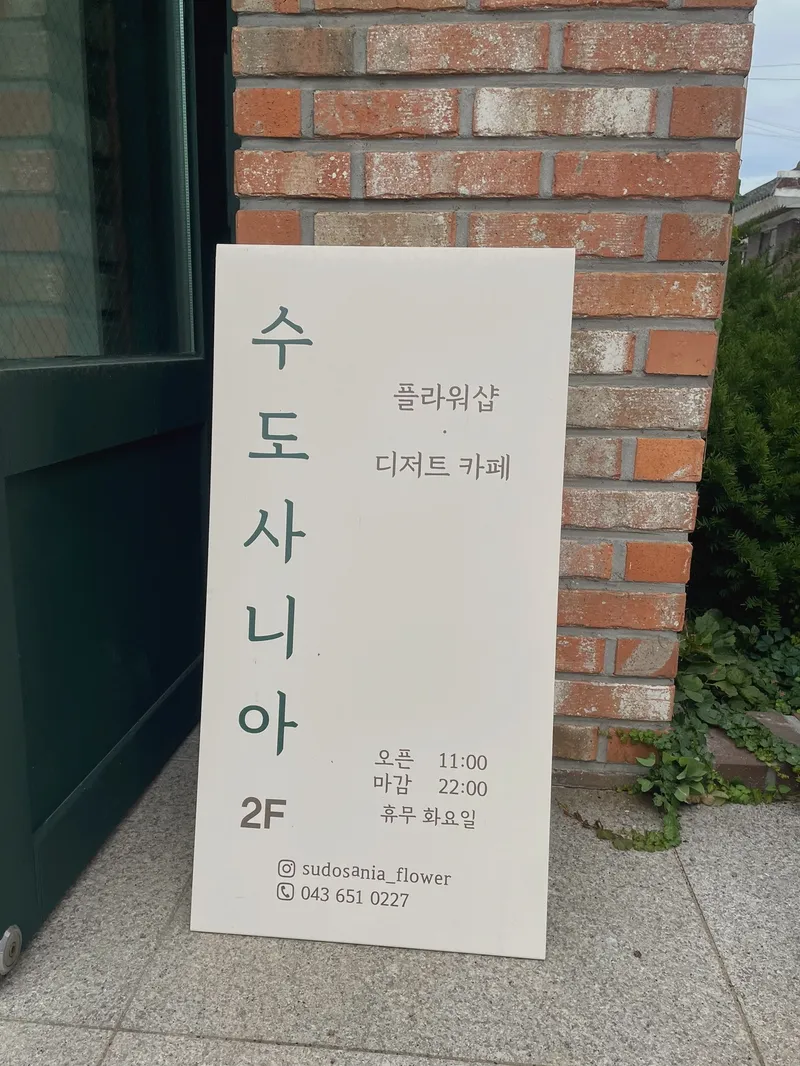 수도사니아
2F
플라워샵
·
디저트 카페
오픈 11:00
마감 22:00
휴무 화요일
sudosania_flower
043 651 0227